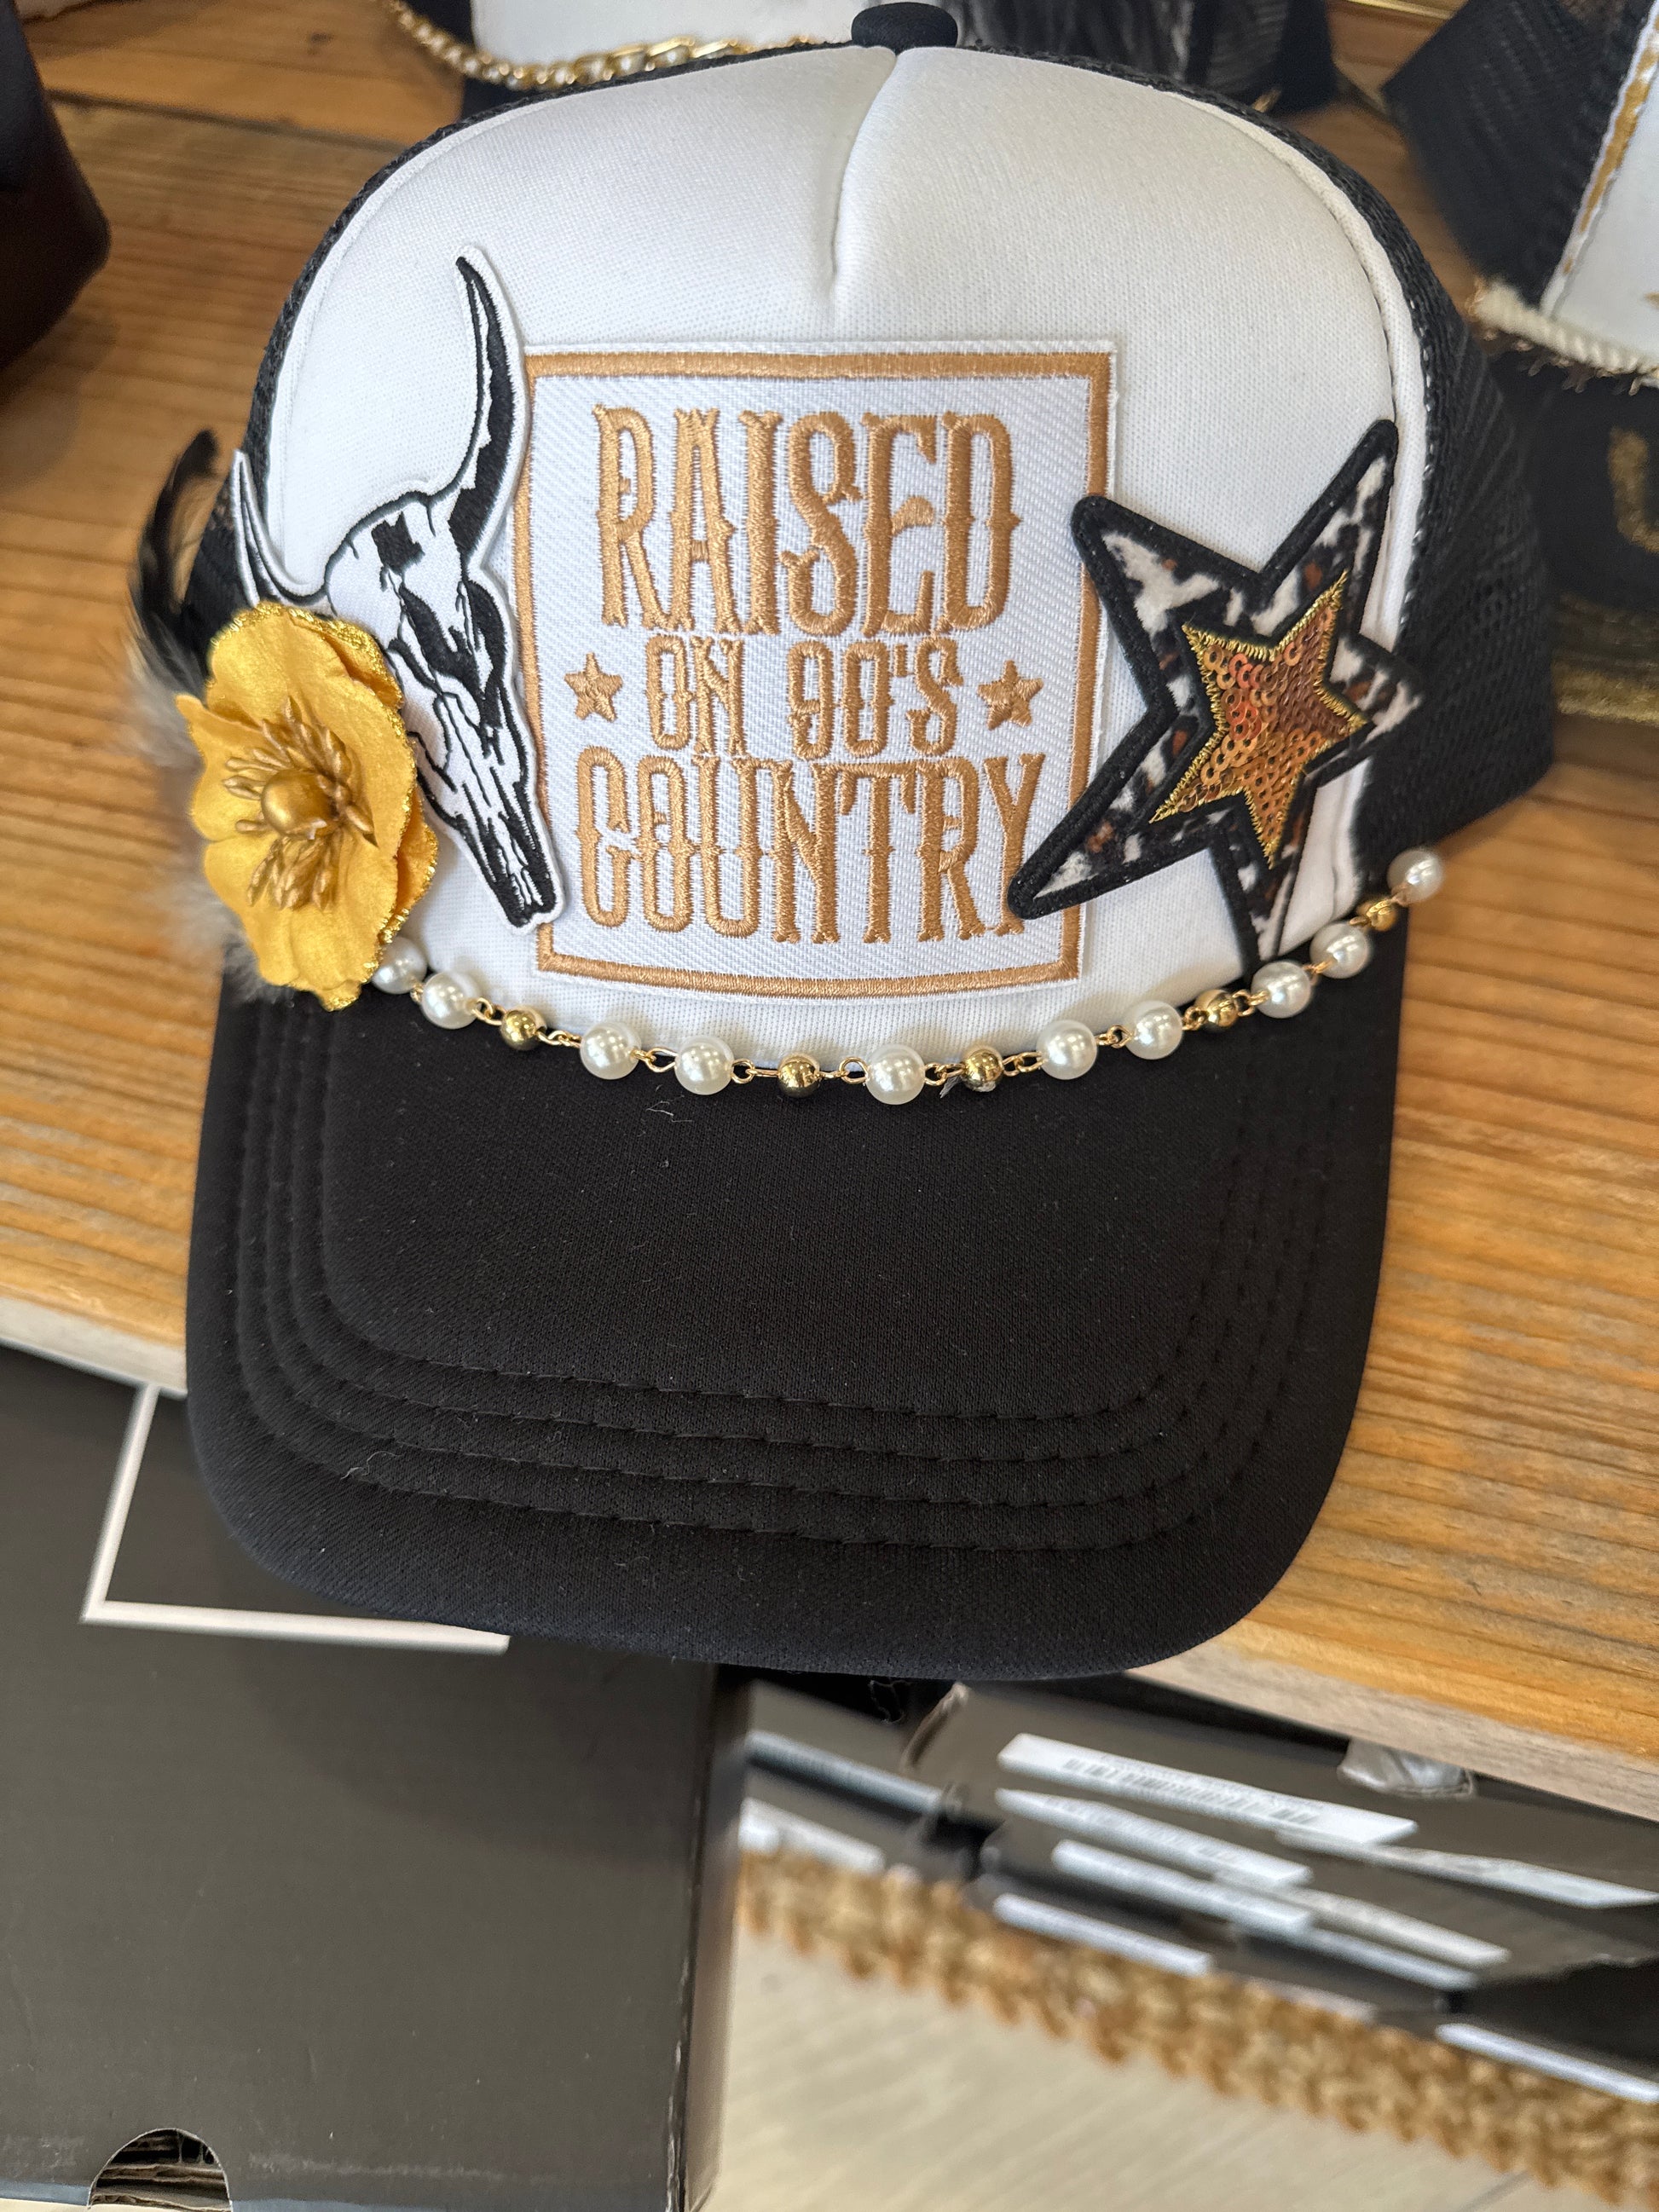 RAISED
ON 90'S
COUNTRY